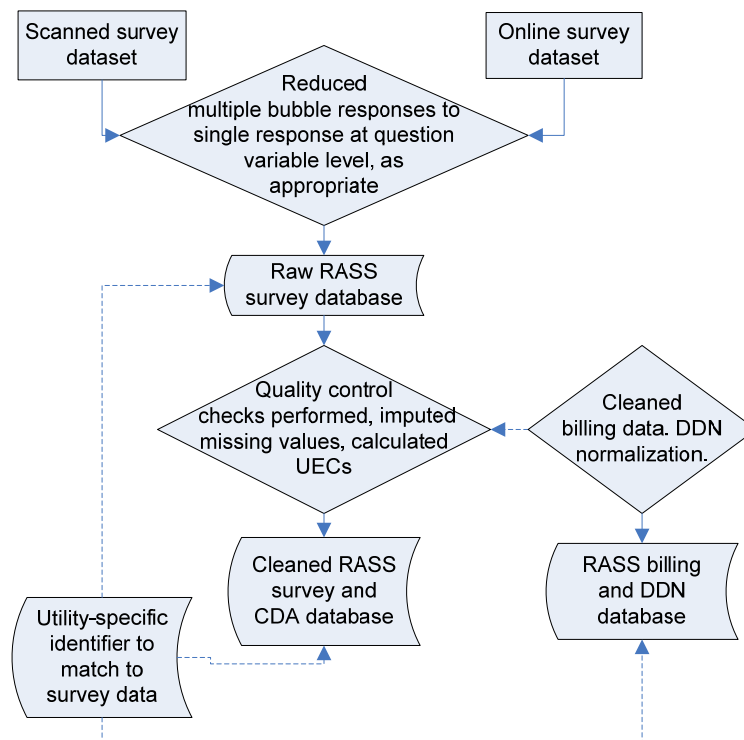 Scanned survey
dataset
Online survey
dataset
Reduced
multiple bubble responses to
single response at question
variable level, as
appropriate
Raw RASS
survey database
Quality control
checks performed, imputed
missing values, calculated
UECs
Cleaned
billing data. DDN
normalization.
Cleaned RASS
survey and
CDA database
RASS billing
and DDN
database
Utility-specific
identifier to
match to
survey data